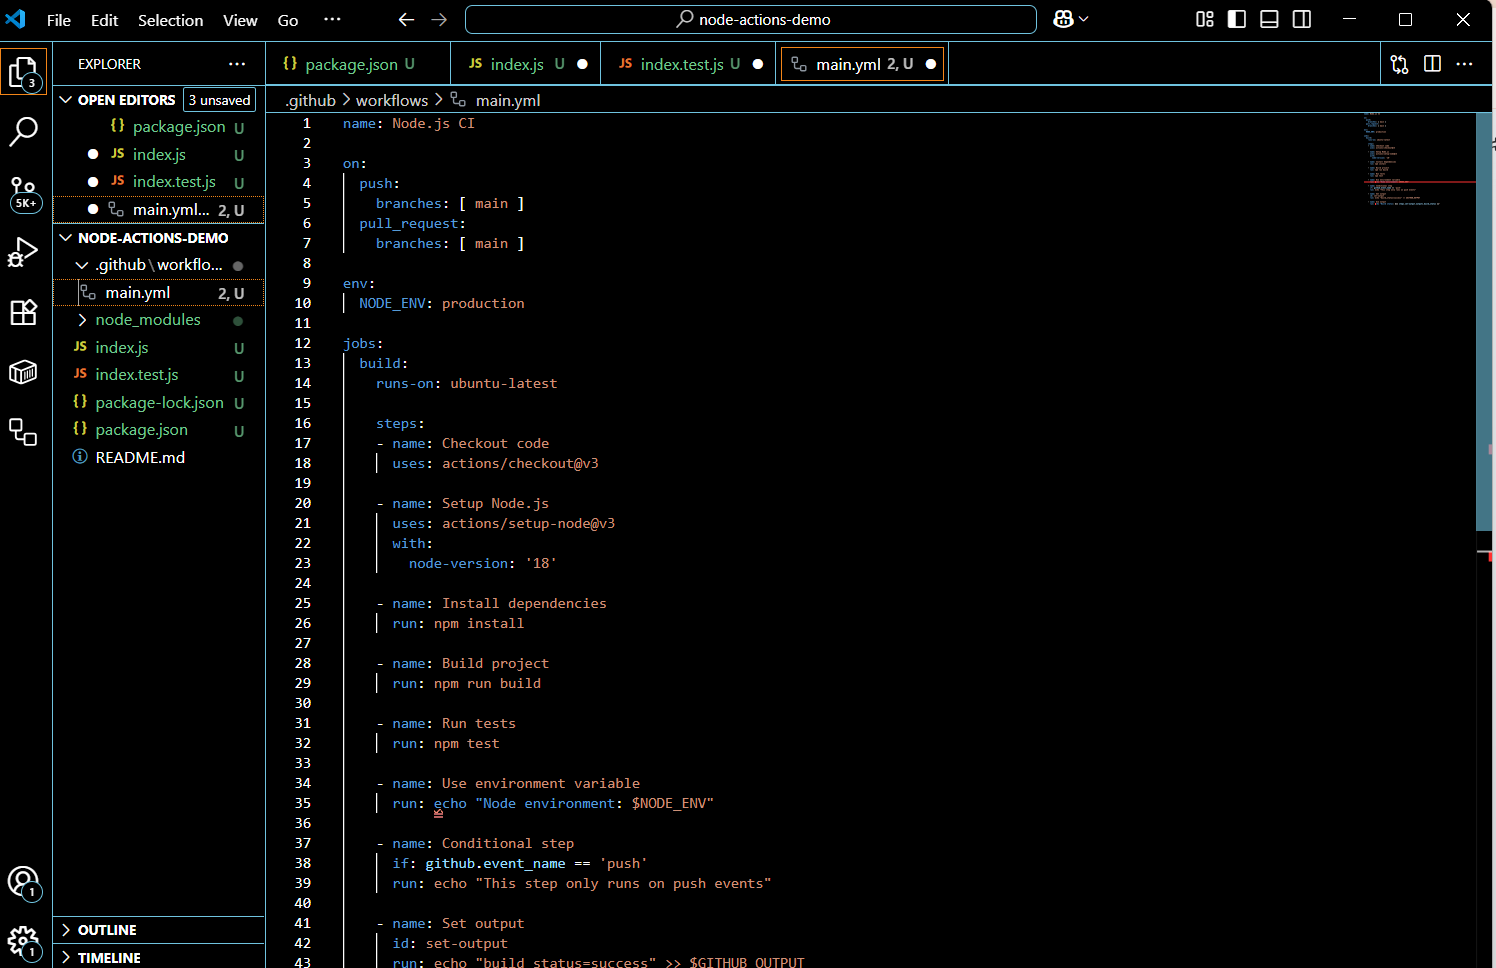 File Edit Selection View Go ··· node-actions-demo
EXPLORER ···
OPEN EDITORS 3 unsaved
{} package.json U
JS index.js U
JS index.test.js U
main.yml... 2, U
NODE-ACTIONS-DEMO
.github\workflo...
main.yml 2, U
node_modules
JS index.js U
JS index.test.js U
{} package-lock.json U
{} package.json U
README.md
OUTLINE
TIMELINE
3
5K+
1
1
{} package.json U JS index.js U JS index.test.js U main.yml 2, U ···
.github > workflows > main.yml
1 name: Node.js CI
2
3 on:
4 push:
5 branches: [ main ]
6 pull_request:
7 branches: [ main ]
8
9 env:
10 NODE_ENV: production
11
12 jobs:
13 build:
14 runs-on: ubuntu-latest
15
16 steps:
17 - name: Checkout code
18 uses: actions/checkout@v3
19
20 - name: Setup Node.js
21 uses: actions/setup-node@v3
22 with:
23 node-version: '18'
24
25 - name: Install dependencies
26 run: npm install
27
28 - name: Build project
29 run: npm run build
30
31 - name: Run tests
32 run: npm test
33
34 - name: Use environment variable
35 run: echo "Node environment: $NODE_ENV"
36
37 - name: Conditional step
38 if: github.event_name == 'push'
39 run: echo "This step only runs on push events"
40
41 - name: Set output
42 id: set-output
43 run: echo "build_status=success" >> $GITHUB_OUTPUT